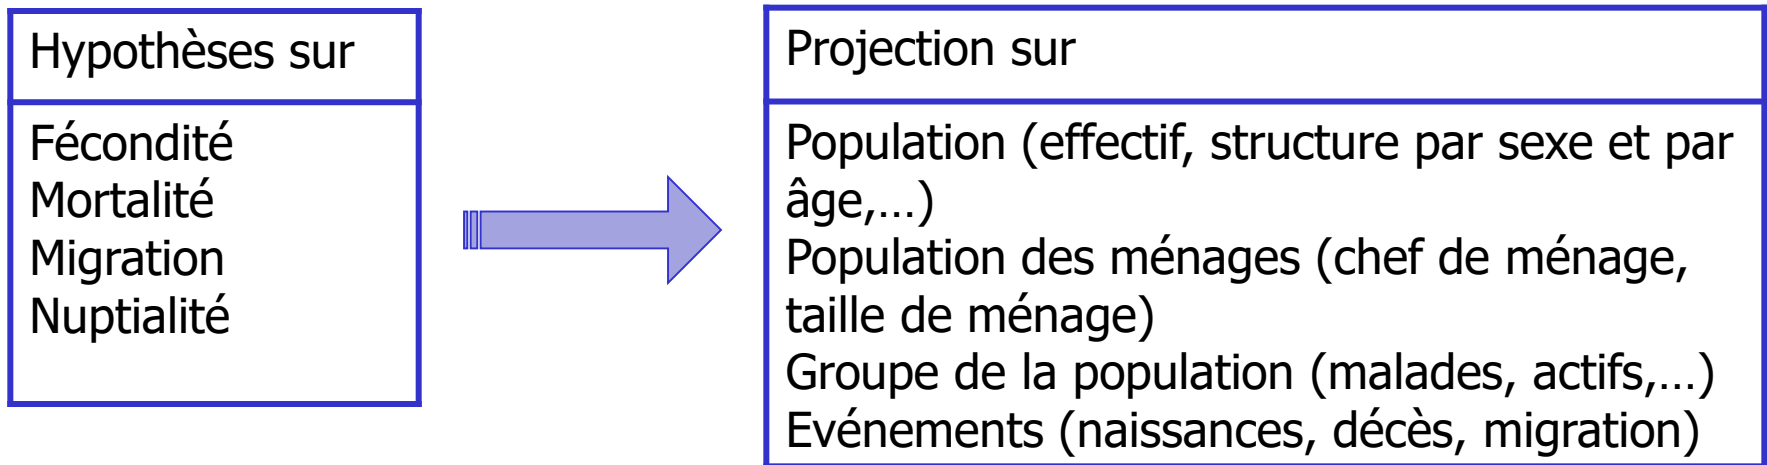 Hypothèses sur
Fécondité
Mortalité
Migration
Nuptialité
Projection sur
Population (effectif, structure par sexe et par
âge,...)
Population des ménages (chef de ménage,
taille de ménage)
Groupe de la population (malades, actifs,...)
Evénements (naissances, décès, migration)